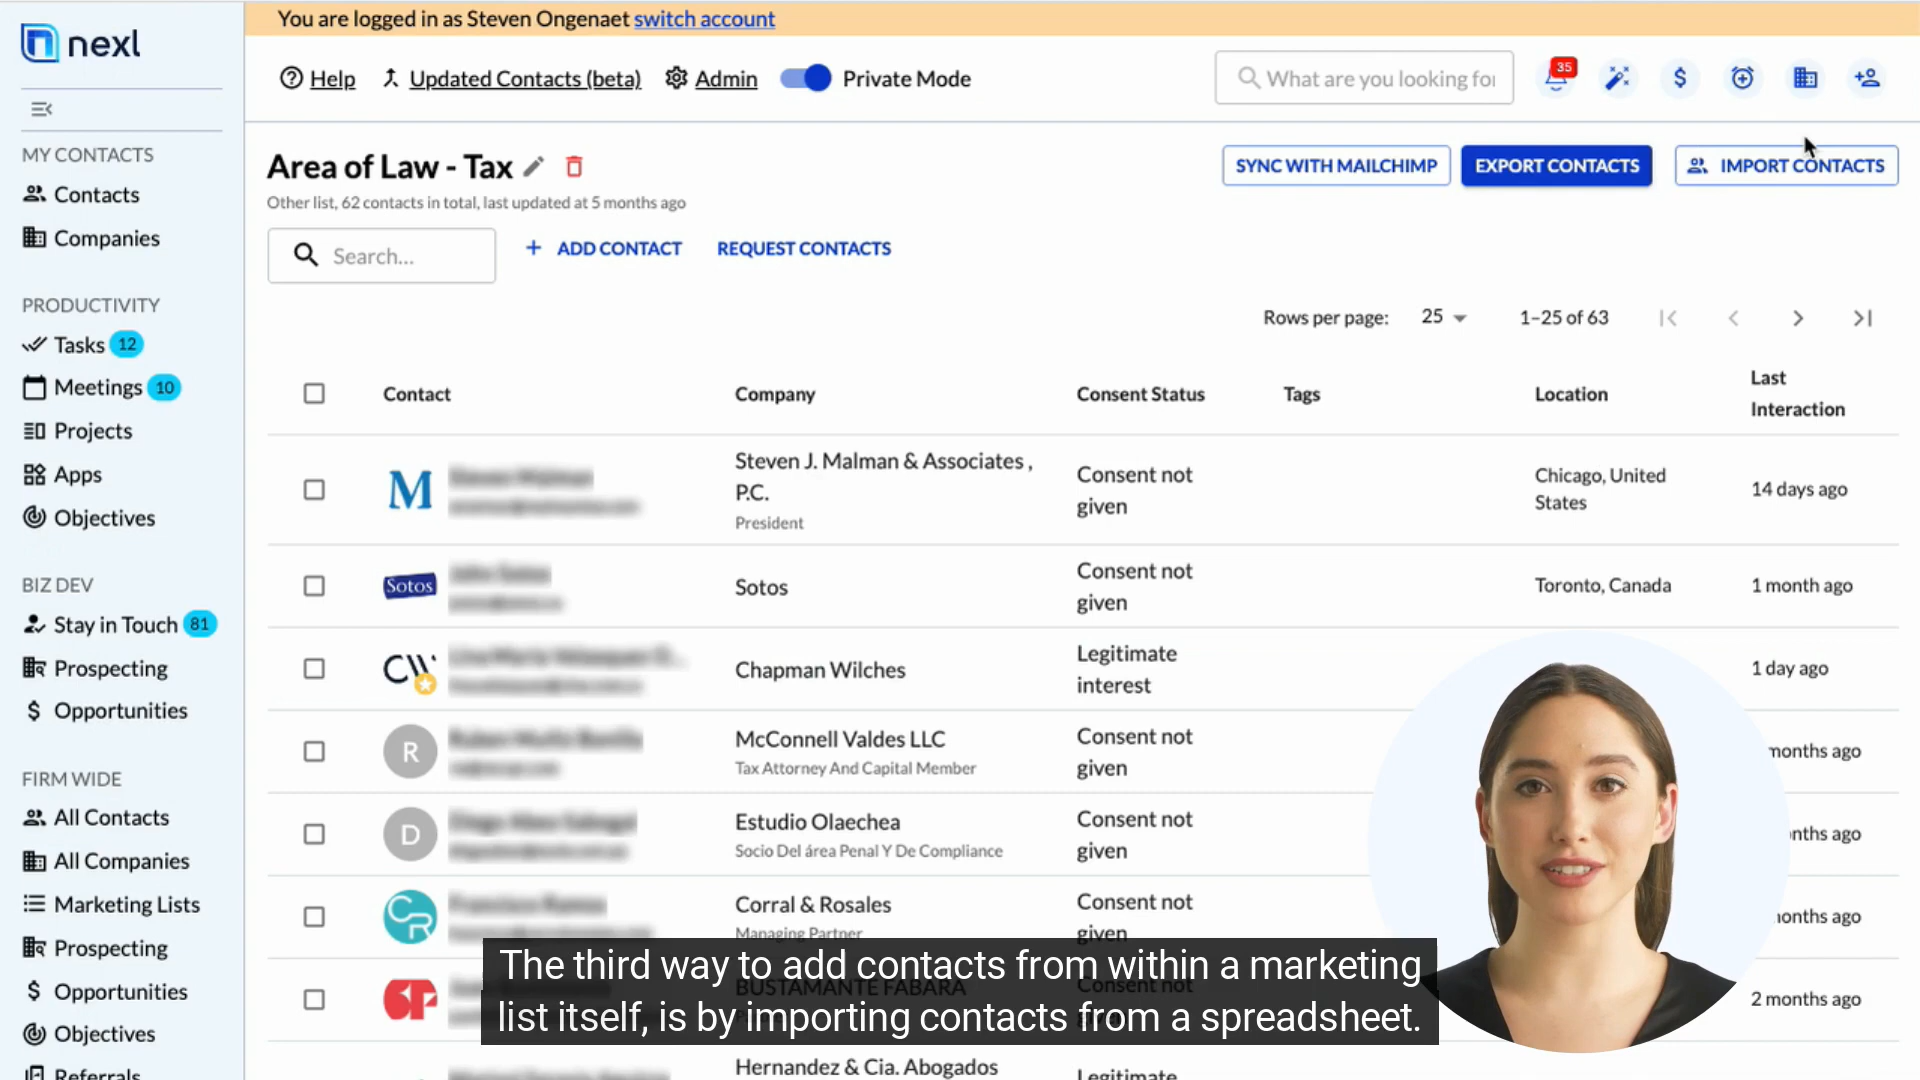 You are logged in as Steven Ongenaet switch account
nexl
Help
Updated Contacts (beta)
Admin
Private Mode
What are you looking for
35
MY CONTACTS
Contacts
Companies
PRODUCTIVITY
Tasks 12
Meetings 10
Projects
Apps
Objectives
BIZ DEV
Stay in Touch 81
Prospecting
Opportunities
FIRM WIDE
All Contacts
All Companies
Marketing Lists
Prospecting
Opportunities
Objectives
Referrals
Area of Law - Tax
Other list, 62 contacts in total, last updated at 5 months ago
SYNC WITH MAILCHIMP
EXPORT CONTACTS
IMPORT CONTACTS
Search...
+ ADD CONTACT
REQUEST CONTACTS
Rows per page: 25
1–25 of 63
Contact
Company
Consent Status
Tags
Location
Last
Interaction
M
Steven J. Malman & Associates ,
P.C.
President
Consent not
given
Chicago, United
States
14 days ago
Sotos
Sotos
Consent not
given
Toronto, Canada
1 month ago
CW
Chapman Wilches
Legitimate
interest
1 day ago
R
McConnell Valdes LLC
Tax Attorney And Capital Member
Consent not
given
months ago
D
Estudio Olaechea
Socio Del área Penal Y De Compliance
Consent not
given
ago
CR
Corral & Rosales
Managing Partner
Consent not
given
ago
BUSTAMANTE FABARA
Consent not
2 months ago
Hernandez & Cia. Abogados
Legitimate
The third way to add contacts from within a marketing
list itself, is by importing contacts from a spreadsheet.